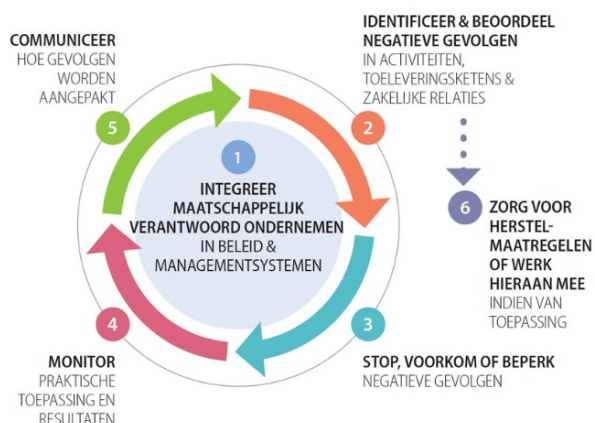 1
INTEGREER
MAATSCHAPPELIJK
VERANTWOORD ONDERNEMEN
IN BELEID &
MANAGEMENTSYSTEMEN
2
IDENTIFICEER & BEOORDEEL
NEGATIEVE GEVOLGEN
IN ACTIVITEITEN,
TOELEVERINGSKETENS &
ZAKELIJKE RELATIES
3
STOP, VOORKOM OF BEPERK
NEGATIEVE GEVOLGEN
4
MONITOR
PRAKTISCHE
TOEPASSING EN
RESULTATEN
5
COMMUNICEER
HOE GEVOLGEN
WORDEN
AANGEPAKT
6
ZORG VOOR
HERSTEL-
MAATREGELEN
OF WERK
HIERAAN MEE
INDIEN VAN
TOEPASSING